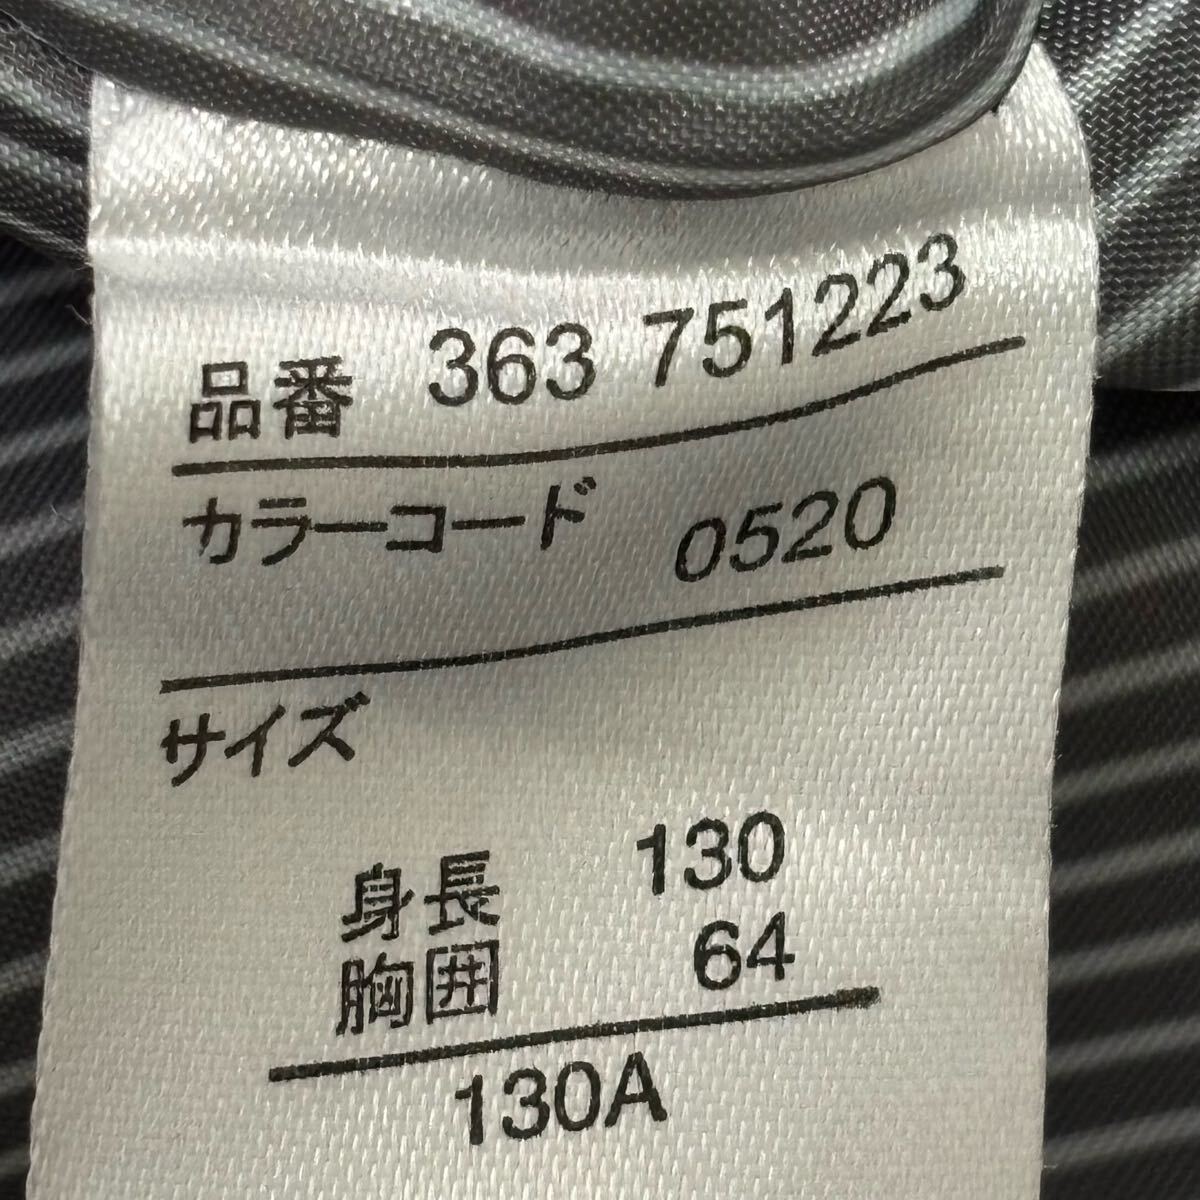 品番 363 751223
カラーコード 0520
サイズ
身長 130
胸囲 64
130A